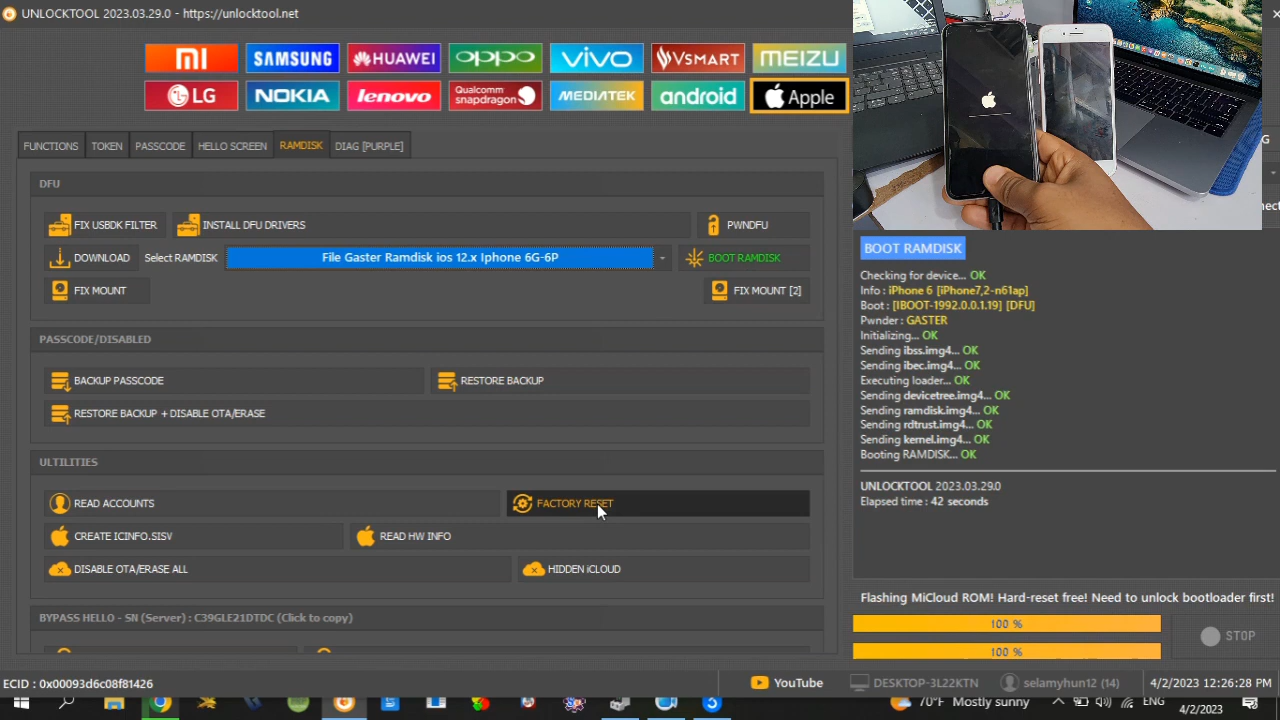 UNLOCKTOOL 2023.03.29.0 - https://unlocktool.net
mi SAMSUNG HUAWEI oppo vivo VSMART MEIZU
LG NOKIA lenovo Qualcomm snapdragon MEDIATEK android Apple
FUNCTIONS TOKEN PASSCODE HELLO SCREEN RAMDISK DIAG [PURPLE]
DFU
FIX USBDK FILTER INSTALL DFU DRIVERS PWNDFU
DOWNLOAD Select RAMDISK File Gaster Ramdisk ios 12.x Iphone 6G-6P BOOT RAMDISK
FIX MOUNT FIX MOUNT [2]
PASSCODE/DISABLED
BACKUP PASSCODE RESTORE BACKUP
RESTORE BACKUP + DISABLE OTA/ERASE
ULTILITIES
READ ACCOUNTS FACTORY RESET
CREATE ICINFO.SISV READ HW INFO
DISABLE OTA/ERASE ALL HIDDEN iCLOUD
BYPASS HELLO - SN (Server) : C39GLE21DTDC (Click to copy)
BOOT RAMDISK
Checking for device... OK
Info : iPhone 6 [iPhone7,2-n61ap]
Boot : [IBOOT-1992.0.0.1.19] [DFU]
Pwnder : GASTER
Initializing... OK
Sending ibss.img4... OK
Sending ibec.img4... OK
Executing loader... OK
Sending devicetree.img4... OK
Sending ramdisk.img4... OK
Sending rdtrust.img4... OK
Sending kernel.img4... OK
Booting RAMDISK... OK
UNLOCKTOOL 2023.03.29.0
Elapsed time : 42 seconds
Flashing MiCloud ROM! Hard-reset free! Need to unlock bootloader first!
100 %
STOP
100 %
ECID : 0x00093d6c08f81426 YouTube DESKTOP-3L22KTN selamyhun12 (14) 4/2/2023 12:26:28 PM
70°F Mostly sunny ENG
4/2/2023